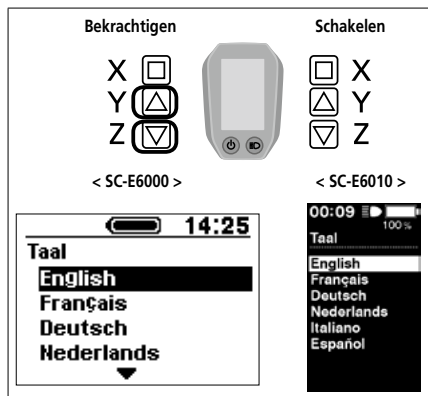 Bekrachtigen Schakelen
X X
Y Y
Z Z
< SC-E6000 > < SC-E6010 >
14:25
Taal
English
Français
Deutsch
Nederlands
00:09
100%
Taal
English
Français
Deutsch
Nederlands
Italiano
Español